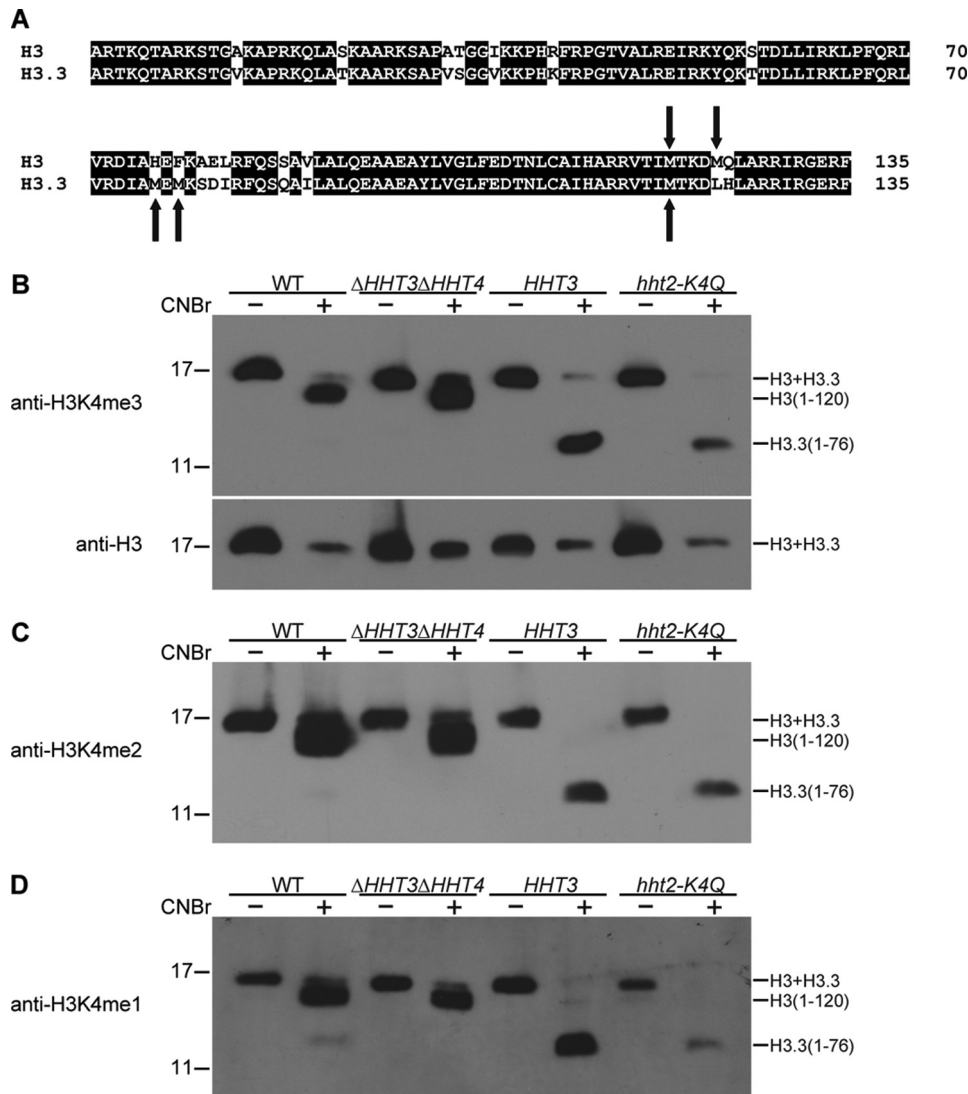 A
H3 ARTKQTARKSTGAKAPRKQLASKAARKSAPATGGIKKPHRFRPGTVALREIRKYQKSTDLLIRKLPFQRL 70
H3.3 ARTKQTARKSTGVKAPRKQLATKAARKSAPVSGGVKKPHKFRPGTVALREIRKYQKTTDLLIRKLPFQRL 70
H3 VRDIAHEFKAELRFQSSAVLALQEAAEAYLVGLFEDTNLCAIHARRVTIMTKDMQLARRIRGERF 135
H3.3 VRDIAMEMKSDIRFQSQAILALQEAAEAYLVGLFEDTNLCAIHARRVTIMTKDLHLARRIRGERF 135
B
WT ΔHHT3ΔHHT4 HHT3 hht2-K4Q
CNBr − + − + − + − +
17
anti-H3K4me3
11
H3+H3.3
H3(1-120)
H3.3(1-76)
anti-H3 17 H3+H3.3
C
WT ΔHHT3ΔHHT4 HHT3 hht2-K4Q
CNBr − + − + − + − +
17
anti-H3K4me2
11
H3+H3.3
H3(1-120)
H3.3(1-76)
D
WT ΔHHT3ΔHHT4 HHT3 hht2-K4Q
CNBr − + − + − + − +
17
anti-H3K4me1
11
H3+H3.3
H3(1-120)
H3.3(1-76)